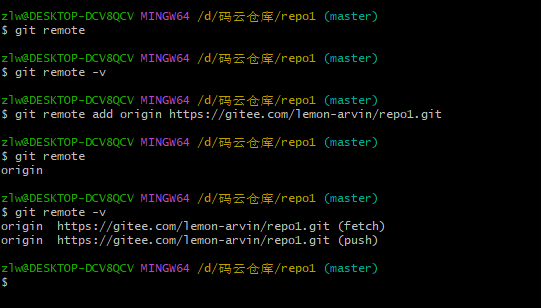 zlw@DESKTOP-DCV8QCV MINGW64 /d/码云仓库/repo1 (master)
$ git remote
zlw@DESKTOP-DCV8QCV MINGW64 /d/码云仓库/repo1 (master)
$ git remote -v
zlw@DESKTOP-DCV8QCV MINGW64 /d/码云仓库/repo1 (master)
$ git remote add origin https://gitee.com/lemon-arvin/repo1.git
zlw@DESKTOP-DCV8QCV MINGW64 /d/码云仓库/repo1 (master)
$ git remote
origin
zlw@DESKTOP-DCV8QCV MINGW64 /d/码云仓库/repo1 (master)
$ git remote -v
origin  https://gitee.com/lemon-arvin/repo1.git (fetch)
origin  https://gitee.com/lemon-arvin/repo1.git (push)
zlw@DESKTOP-DCV8QCV MINGW64 /d/码云仓库/repo1 (master)
$